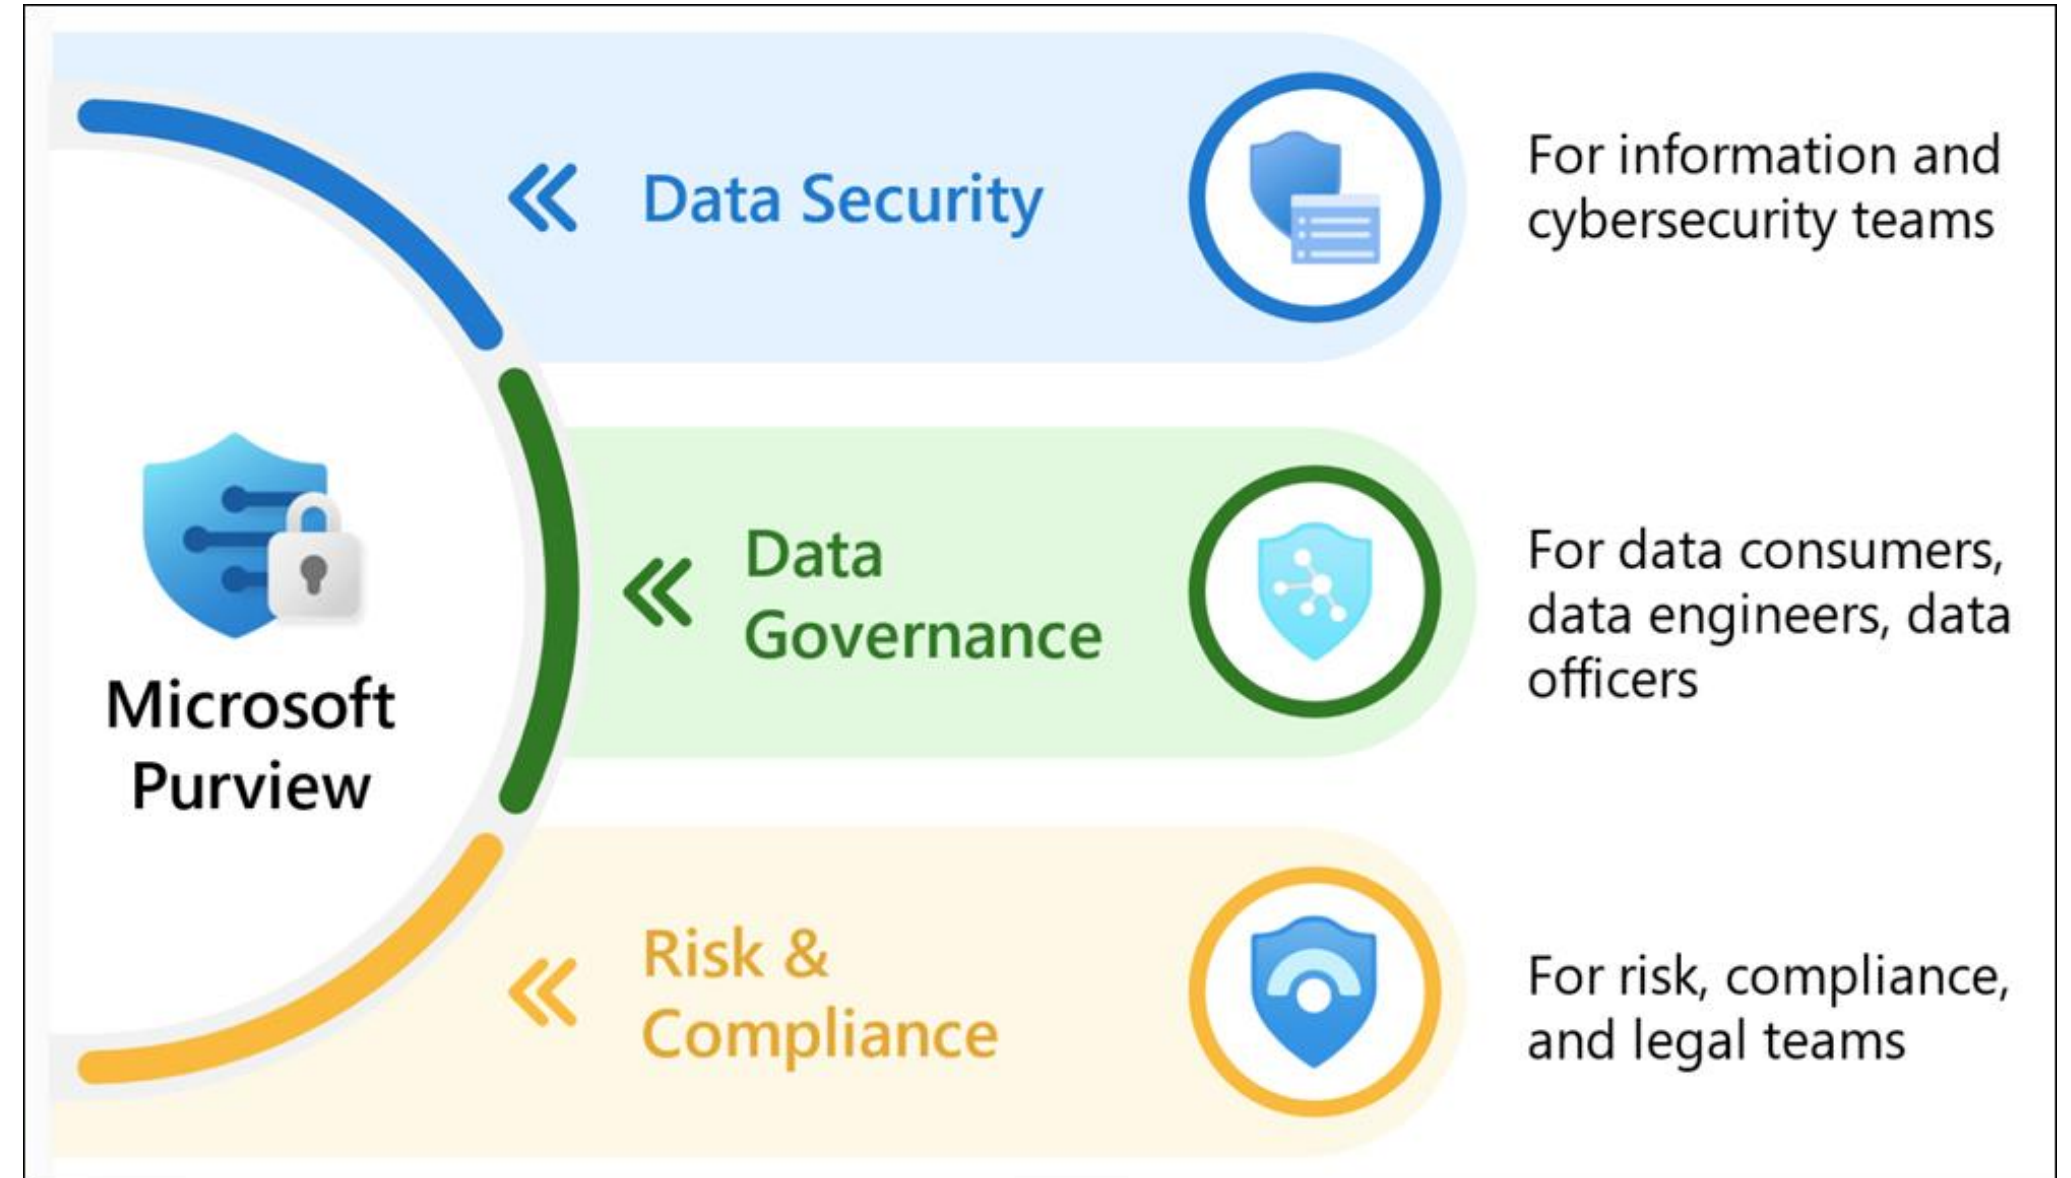 Data Security
For information and
cybersecurity teams
Microsoft
Purview
Data
Governance
For data consumers,
data engineers, data
officers
Risk &
Compliance
For risk, compliance,
and legal teams